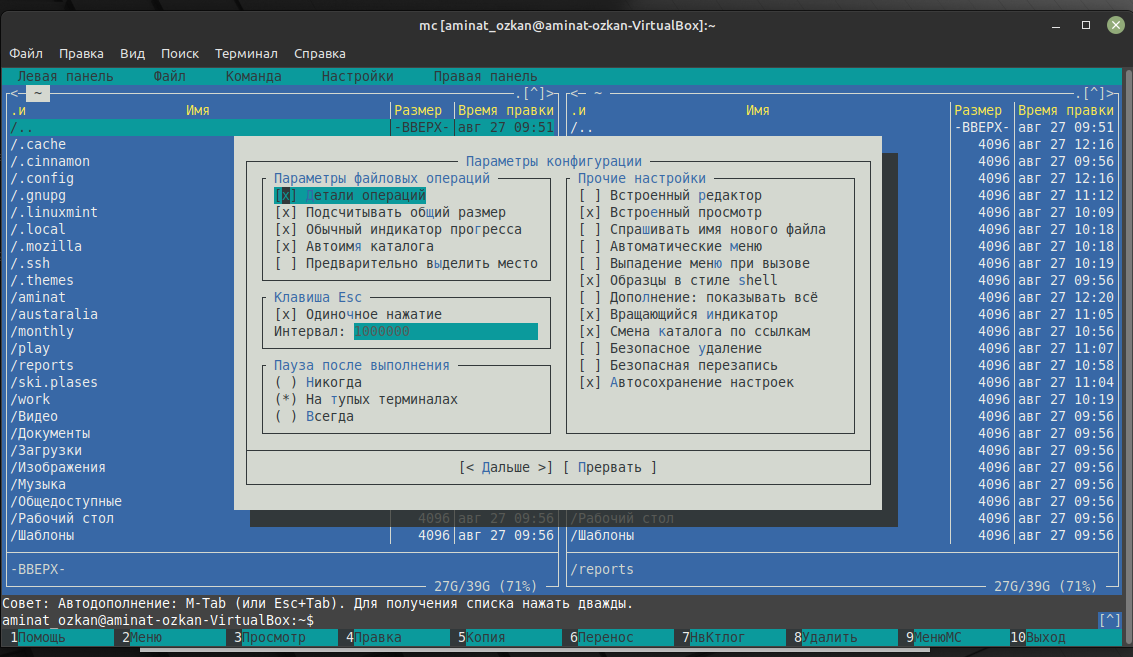 mc [aminat_ozkan@aminat-ozkan-VirtualBox]:~
Файл Правка Вид Поиск Терминал Справка
Левая панель Файл Команда Настройки Правая панель
<─ ~ .[^]> <─ ~ .[^]>
.и Имя Размер Время правки .и Имя Размер Время правки
/.. -ВВЕРХ- авг 27 09:51 /.. -ВВЕРХ- авг 27 09:51
/.cache 4096 авг 27 12:16
/.cinnamon Параметры конфигурации 4096 авг 27 09:56
/.config Параметры файловых операций Прочие настройки 4096 авг 27 12:16
/.gnupg [x] Детали операций [ ] Встроенный редактор 4096 авг 27 11:12
/.linuxmint [x] Подсчитывать общий размер [x] Встроенный просмотр 4096 авг 27 10:09
/.local [x] Обычный индикатор прогресса [ ] Спрашивать имя нового файла 4096 авг 27 10:18
/.mozilla [x] Автоимя каталога [ ] Автоматические меню 4096 авг 27 10:18
/.ssh [ ] Предварительно выделить место [ ] Выпадение меню при вызове 4096 авг 27 10:19
/.themes [x] Образцы в стиле shell 4096 авг 27 09:56
/aminat Клавиша Esc [ ] Дополнение: показывать всё 4096 авг 27 12:20
/austaralia [x] Одиночное нажатие [x] Вращающийся индикатор 4096 авг 27 11:05
/monthly Интервал: 1000000 [x] Смена каталога по ссылкам 4096 авг 27 10:56
/play [ ] Безопасное удаление 4096 авг 27 11:07
/reports Пауза после выполнения [ ] Безопасная перезапись 4096 авг 27 10:58
/ski.plases ( ) Никогда [x] Автосохранение настроек 4096 авг 27 11:04
/work (*) На тупых терминалах 4096 авг 27 10:19
/Видео ( ) Всегда 4096 авг 27 09:56
/Документы 4096 авг 27 09:56
/Загрузки 4096 авг 27 09:56
/Изображения [< Дальше >] [ Прервать ] 4096 авг 27 09:56
/Музыка 4096 авг 27 09:56
/Общедоступные 4096 авг 27 09:56
/Рабочий стол 4096 авг 27 09:56 /Рабочий стол 4096 авг 27 09:56
/Шаблоны 4096 авг 27 09:56 /Шаблоны 4096 авг 27 09:56
-ВВЕРХ- /reports
27G/39G (71%) 27G/39G (71%)
Совет: Автодополнение: M-Tab (или Esc+Tab). Для получения списка нажать дважды.
aminat_ozkan@aminat-ozkan-VirtualBox:~$ [^]
1Помощь 2Меню 3Просмотр 4Правка 5Копия 6Перенос 7НвКтлог 8Удалить 9МенюМС 10Выход